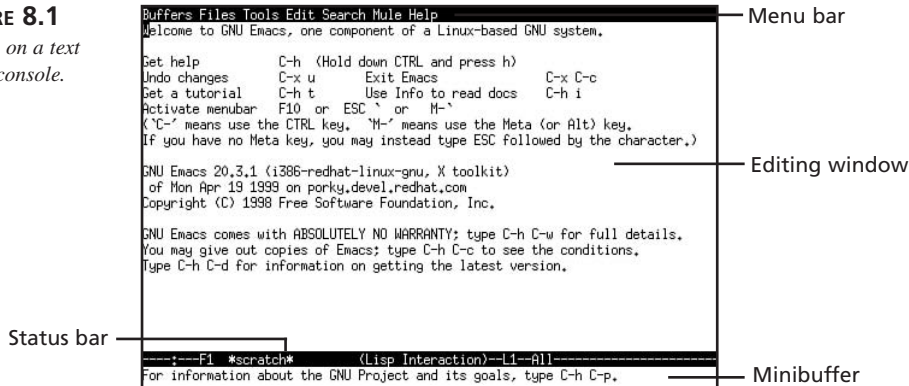 RE 8.1
on a text
console.
Buffers Files Tools Edit Search Mule Help
Menu bar
Welcome to GNU Emacs, one component of a Linux-based GNU system.
Get help C-h (Hold down CTRL and press h)
Undo changes C-x u Exit Emacs C-x C-c
Get a tutorial C-h t Use Info to read docs C-h i
Activate menubar F10 or ESC ` or M-`
(`C-' means use the CTRL key. `M-' means use the Meta (or Alt) key.
If you have no Meta key, you may instead type ESC followed by the character.)
Editing window
GNU Emacs 20.3.1 (i386-redhat-linux-gnu, X toolkit)
of Mon Apr 19 1999 on porky.devel.redhat.com
Copyright (C) 1998 Free Software Foundation, Inc.
GNU Emacs comes with ABSOLUTELY NO WARRANTY; type C-h C-w for full details.
You may give out copies of Emacs; type C-h C-c to see the conditions.
Type C-h C-d for information on getting the latest version.
Status bar
----:---F1 *scratch* (Lisp Interaction)--L1--All----------------------
For information about the GNU Project and its goals, type C-h C-p.
Minibuffer